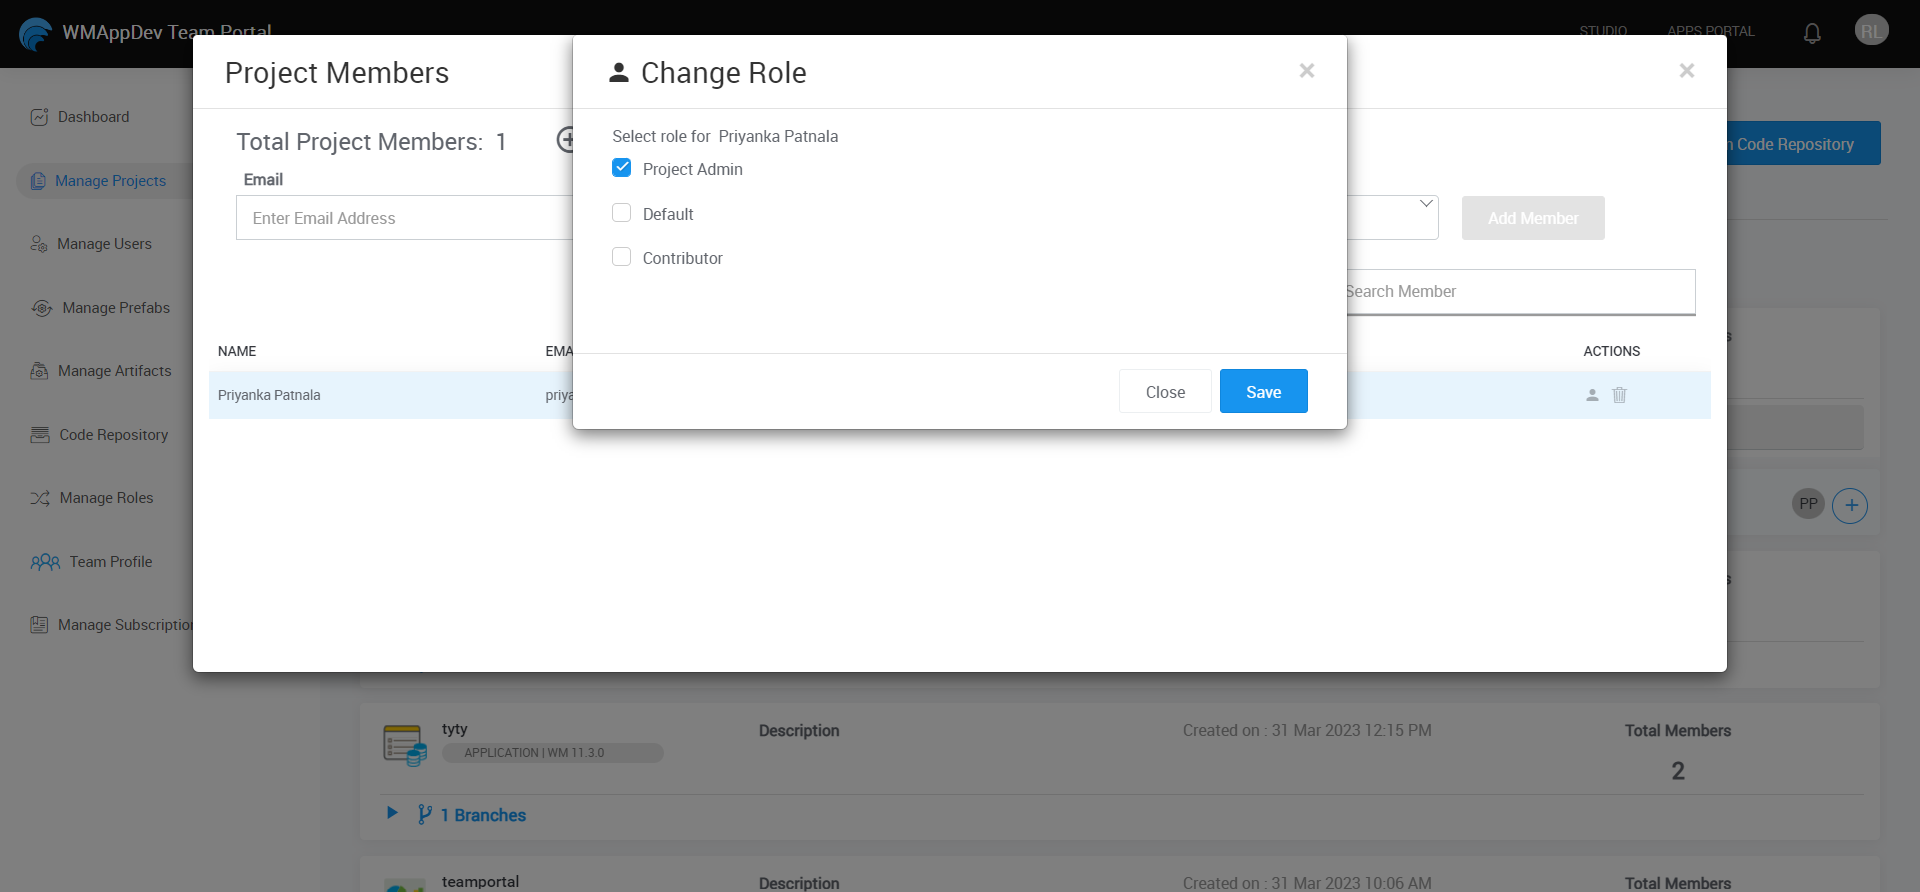 WMAppDev Team Portal
STUDIO
APPS PORTAL
RL
Dashboard
Manage Projects
Manage Users
Manage Prefabs
Manage Artifacts
Code Repository
Manage Roles
Team Profile
Manage Subscription
Project Members
Total Project Members: 1
Email
Enter Email Address
Add Member
Search Member
NAME
ACTIONS
Priyanka Patnala
Change Role
Select role for Priyanka Patnala
Project Admin
Default
Contributor
Close
Save
Code Repository
PP
tyty
APPLICATION | WM 11.3.0
Description
Created on : 31 Mar 2023 12:15 PM
Total Members
2
1 Branches
teamportal
Description
Created on : 31 Mar 2023 10:06 AM
Total Members